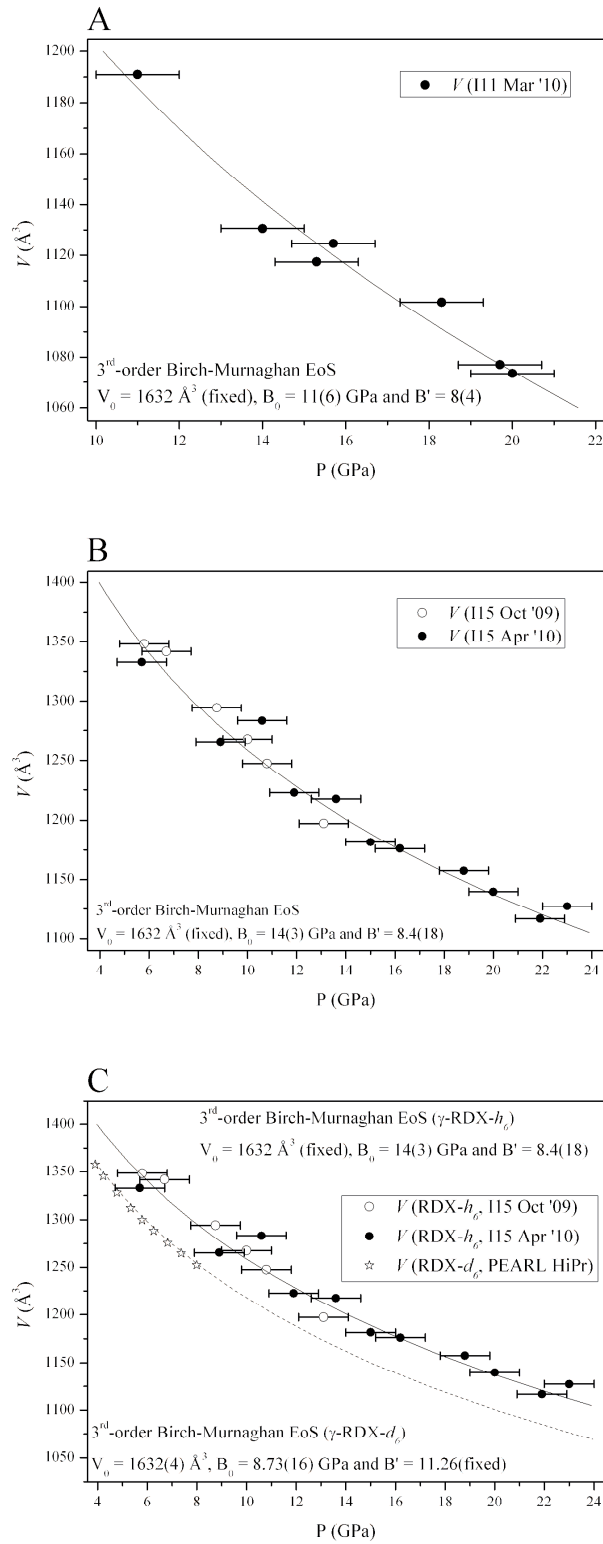 A
1200
1180
1160
1140
1120
1100
1080
1060
V (Å³)
V (I11 Mar '10)
3rd-order Birch-Murnaghan EoS
V₀ = 1632 Å³ (fixed), B₀ = 11(6) GPa and B' = 8(4)
10 12 14 16 18 20 22
P (GPa)
B
1400
1350
1300
1250
1200
1150
1100
V (Å³)
V (I15 Oct '09)
V (I15 Apr '10)
3rd-order Birch-Murnaghan EoS
V₀ = 1632 Å³ (fixed), B₀ = 14(3) GPa and B' = 8.4(18)
4 6 8 10 12 14 16 18 20 22 24
P (GPa)
C
1400
1350
1300
1250
1200
1150
1100
1050
V (Å³)
3rd-order Birch-Murnaghan EoS (γ-RDX-h₆)
V₀ = 1632 Å³ (fixed), B₀ = 14(3) GPa and B' = 8.4(18)
V (RDX-h₆, I15 Oct '09)
V (RDX-h₆, I15 Apr '10)
V (RDX-d₆, PEARL HiPr)
3rd-order Birch-Murnaghan EoS (γ-RDX-d₆)
V₀ = 1632(4) Å³, B₀ = 8.73(16) GPa and B' = 11.26(fixed)
4 6 8 10 12 14 16 18 20 22 24
P (GPa)